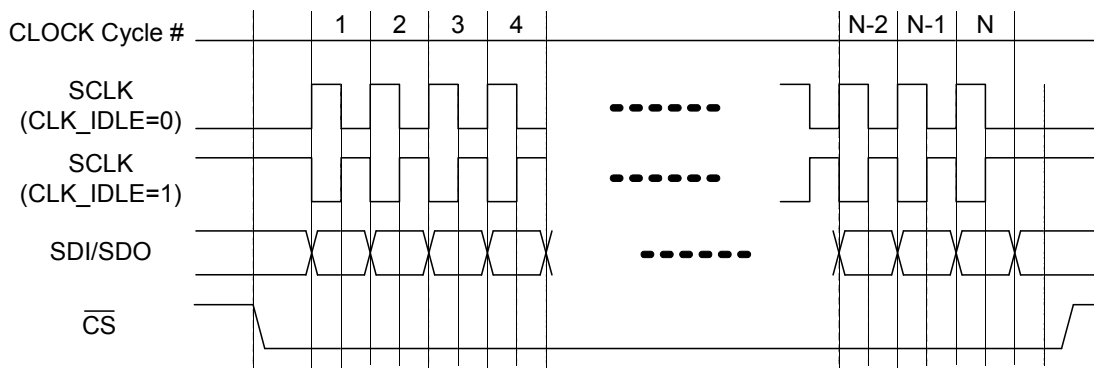 CLOCK Cycle # 1 2 3 4 N-2 N-1 N
SCLK
(CLK_IDLE=0)
SCLK
(CLK_IDLE=1)
SDI/SDO
CS